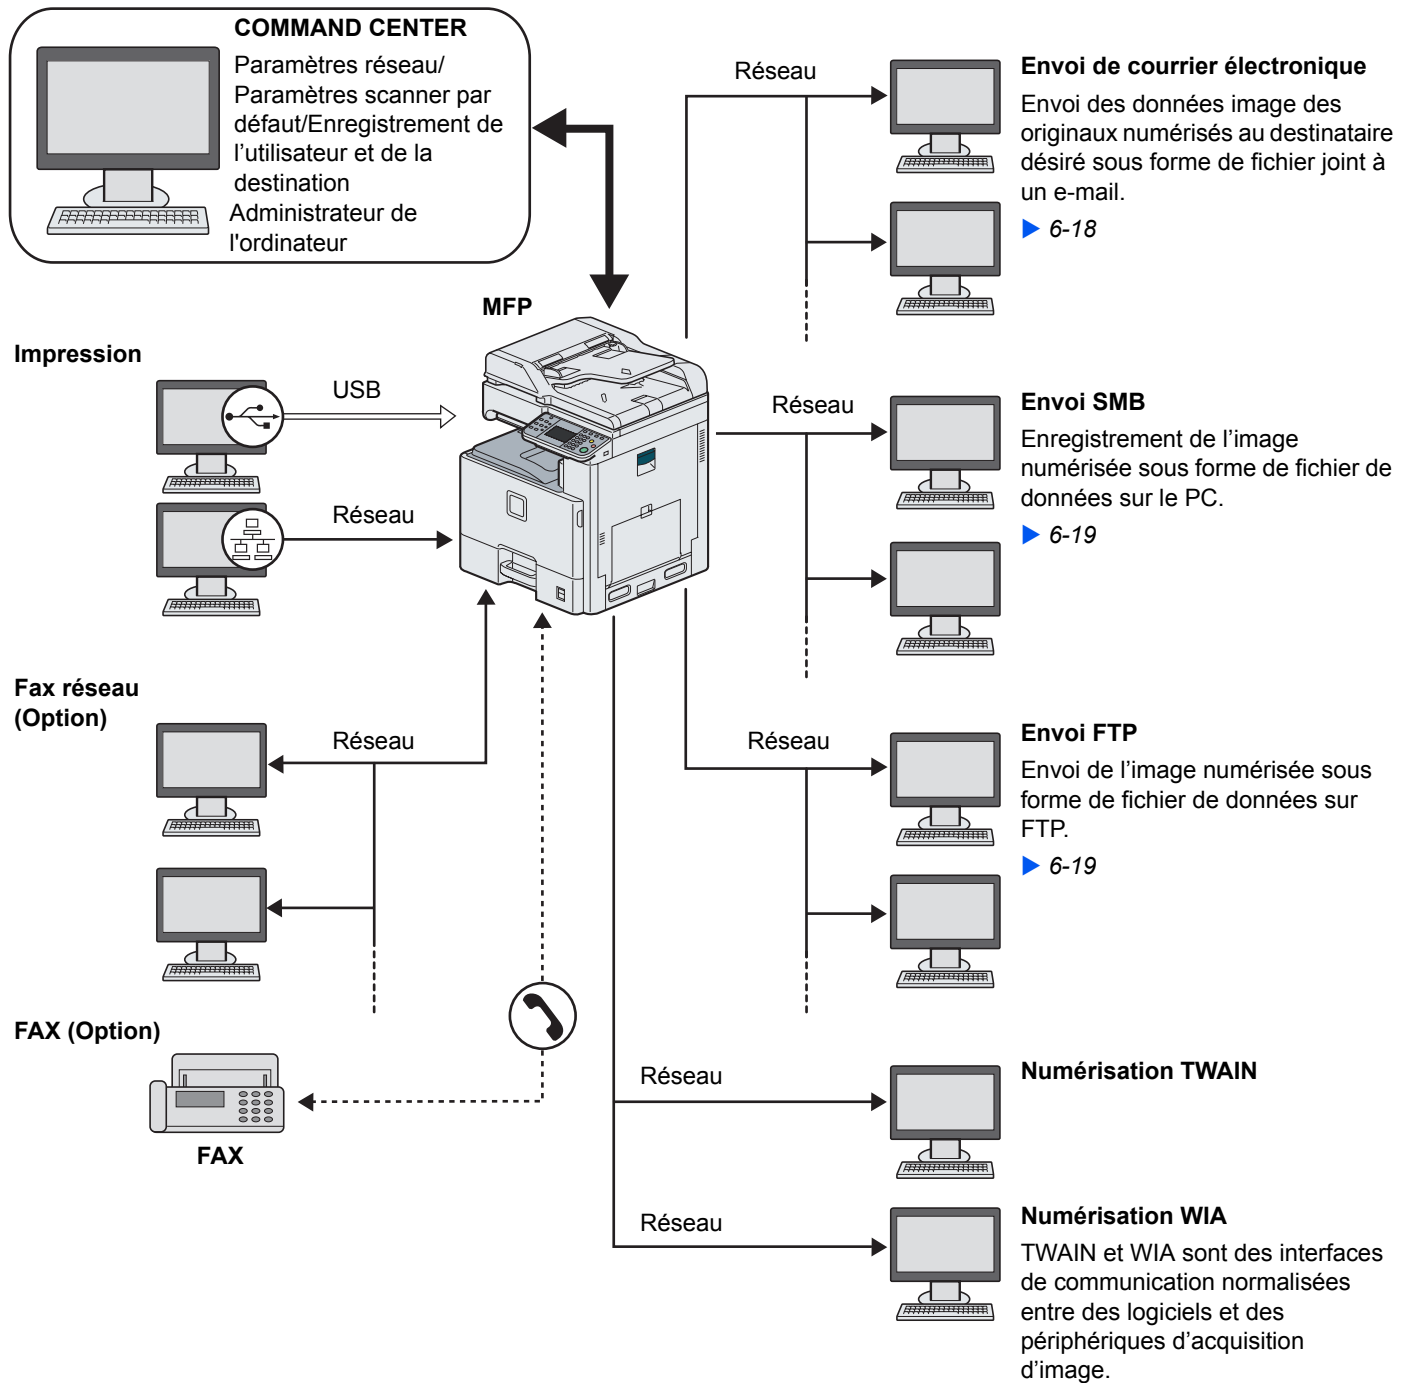 COMMAND CENTER
Paramètres réseau/
Paramètres scanner par
défaut/Enregistrement de
l’utilisateur et de la
destination
Administrateur de
l'ordinateur
MFP
Impression
USB
Réseau
Fax réseau
(Option)
Réseau
FAX (Option)
FAX
Réseau
Envoi de courrier électronique
Envoi des données image des
originaux numérisés au destinataire
désiré sous forme de fichier joint à
un e-mail.
6-18
Réseau
Envoi SMB
Enregistrement de l’image
numérisée sous forme de fichier de
données sur le PC.
6-19
Réseau
Envoi FTP
Envoi de l’image numérisée sous
forme de fichier de données sur
FTP.
6-19
Réseau
Numérisation TWAIN
Réseau
Numérisation WIA
TWAIN et WIA sont des interfaces
de communication normalisées
entre des logiciels et des
périphériques d’acquisition
d’image.